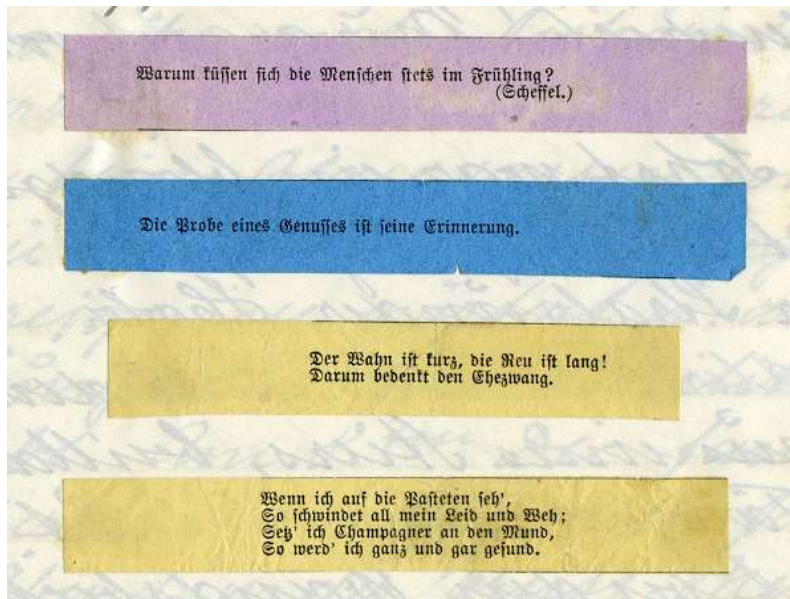 Warum küssen sich die Menschen stets im Frühling?
(Scheffel.)
Die Probe eines Genusses ist seine Erinnerung.
Der Wahn ist kurz, die Reu ist lang!
Darum bedenkt den Ehezwang.
Wenn ich auf die Pasteten seh',
So schwindet all mein Leid und Weh;
Setz' ich Champagner an den Mund,
So werd' ich ganz und gar gesund.